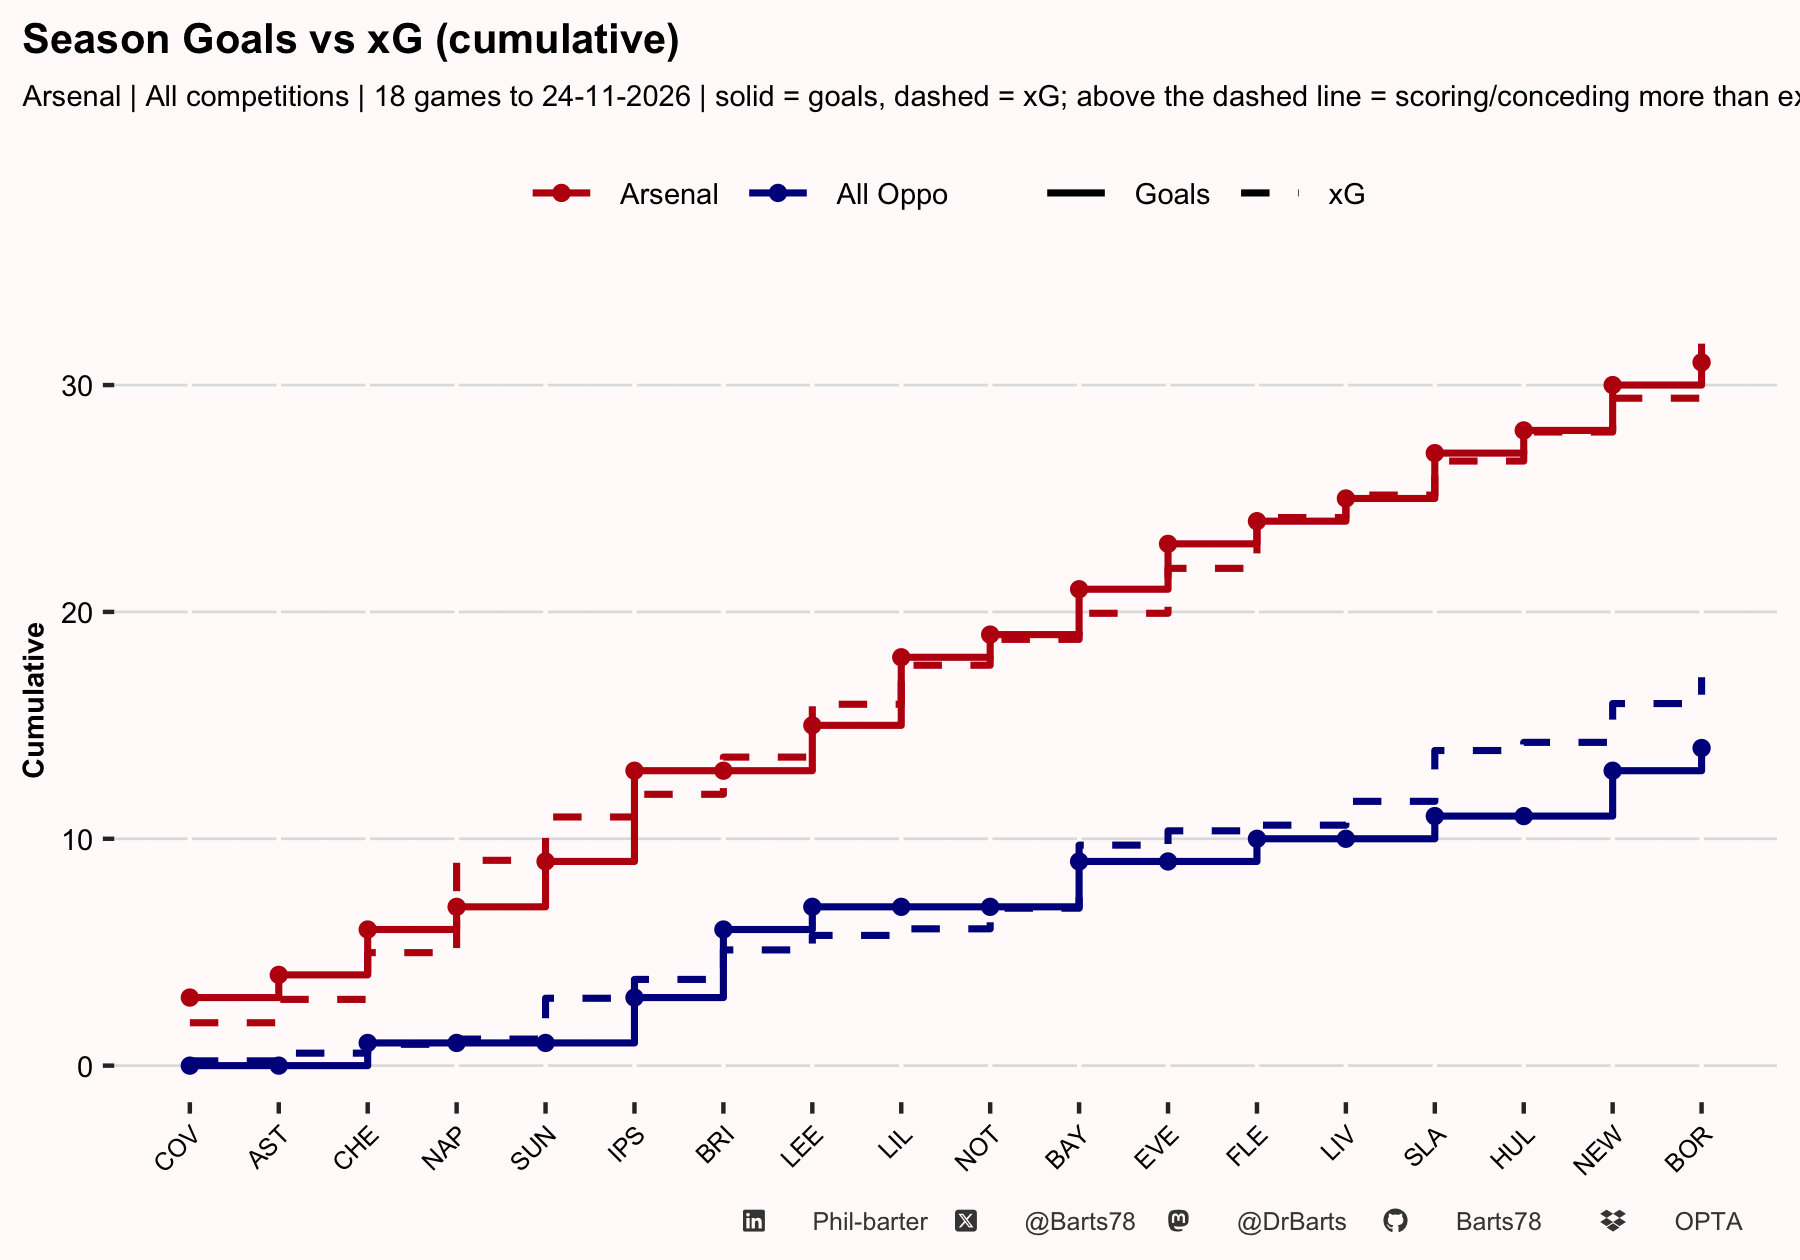 Season Goals vs xG (cumulative)
Arsenal | All competitions | 18 games to 24-11-2026 | solid = goals, dashed = xG; above the dashed line = scoring/conceding more than ex
Arsenal All Oppo Goals xG
30
20
10
0
Cumulative
COV AST CHE NAP SUN IPS BRI LEE LIL NOT BAY EVE FLE LIV SLA HUL NEW BOR
Phil-barter @Barts78 @DrBarts Barts78 OPTA